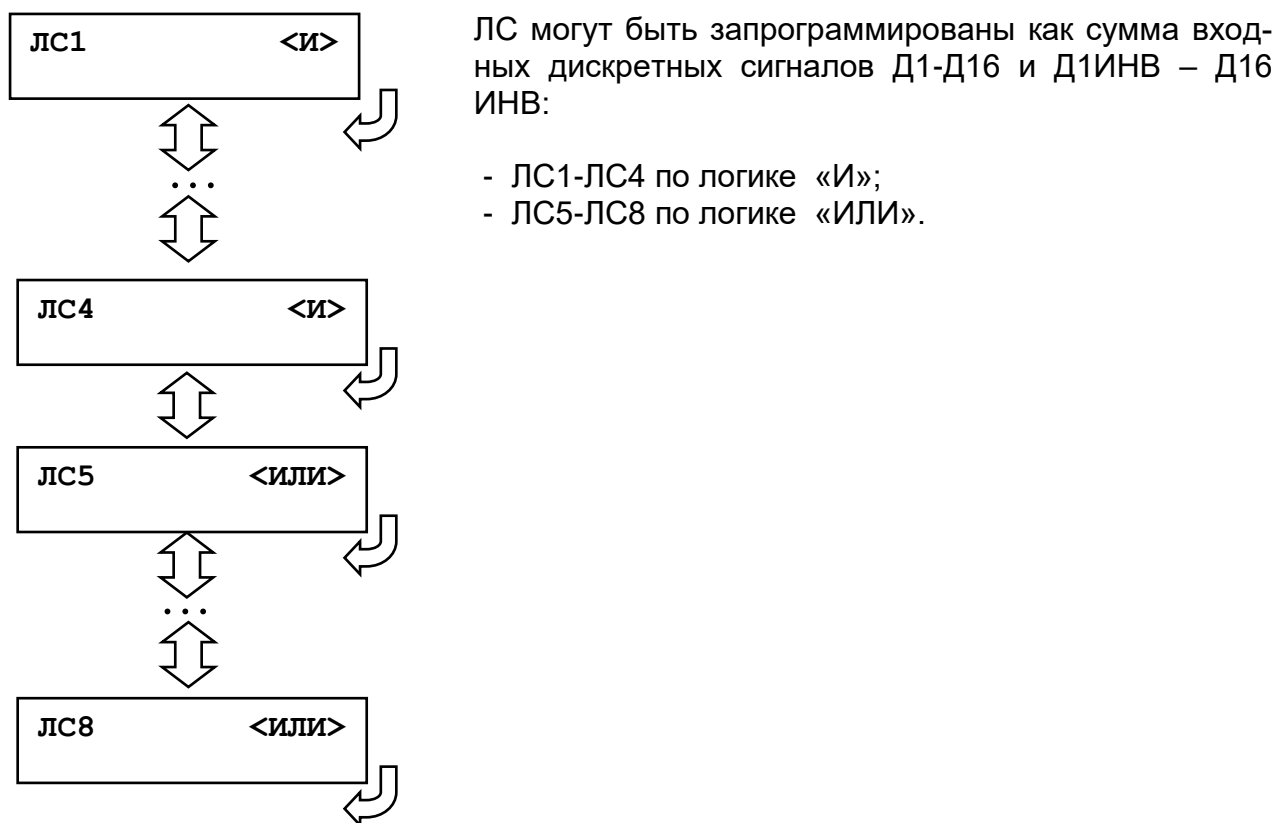 ЛС1 <И>
ЛС могут быть запрограммированы как сумма вход-
ных дискретных сигналов Д1-Д16 и Д1ИНВ – Д16
ИНВ:
- ЛС1-ЛС4 по логике «И»;
- ЛС5-ЛС8 по логике «ИЛИ».
...
ЛС4 <И>
ЛС5 <ИЛИ>
...
ЛС8 <ИЛИ>